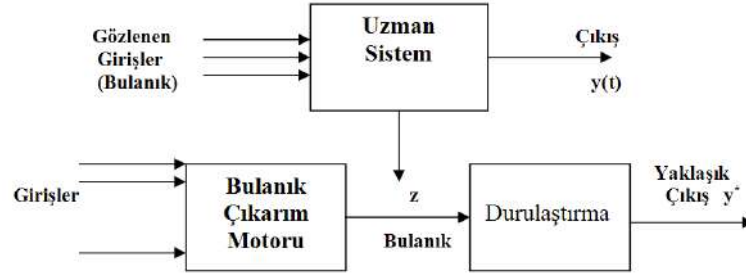 Gözlenen
Girişler
(Bulanık)
Uzman
Sistem
Çıkış
y(t)
Girişler
Bulanık
Çıkarım
Motoru
z
Bulanık
Durulaştırma
Yaklaşık
Çıkış y*